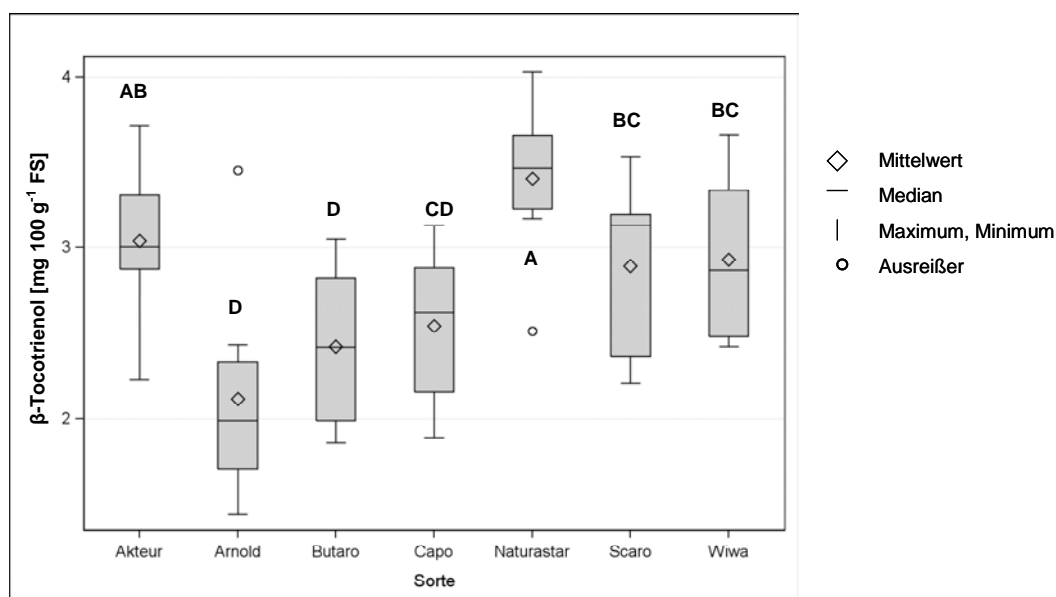 β-Tocotrienol [mg 100 g⁻¹ FS]
4
3
2
AB
D
D
CD
A
BC
BC
Akteur Arnold Butaro Capo Naturastar Scaro Wiwa
Sorte
Mittelwert
Median
Maximum, Minimum
Ausreißer